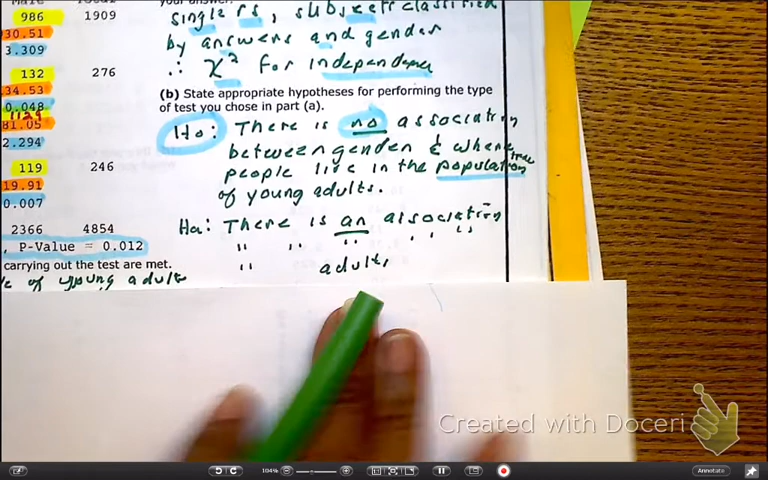 986 1909
30.51
3.309
132 276
34.53
0.048
81.05
2.294
119 246
19.91
0.007
2366 4854
, P-Value = 0.012
carrying out the test are met.
of young adults
single rs, subjects classified
by answers and gender
∴ χ² for independence
(b) State appropriate hypotheses for performing the type
of test you chose in part (a).
Ho: There is no association
between gender & where
people live in the true population
of young adults.
Ha: There is an association
" " " " " "
" adults
Created with Doceri
104%
Annotate